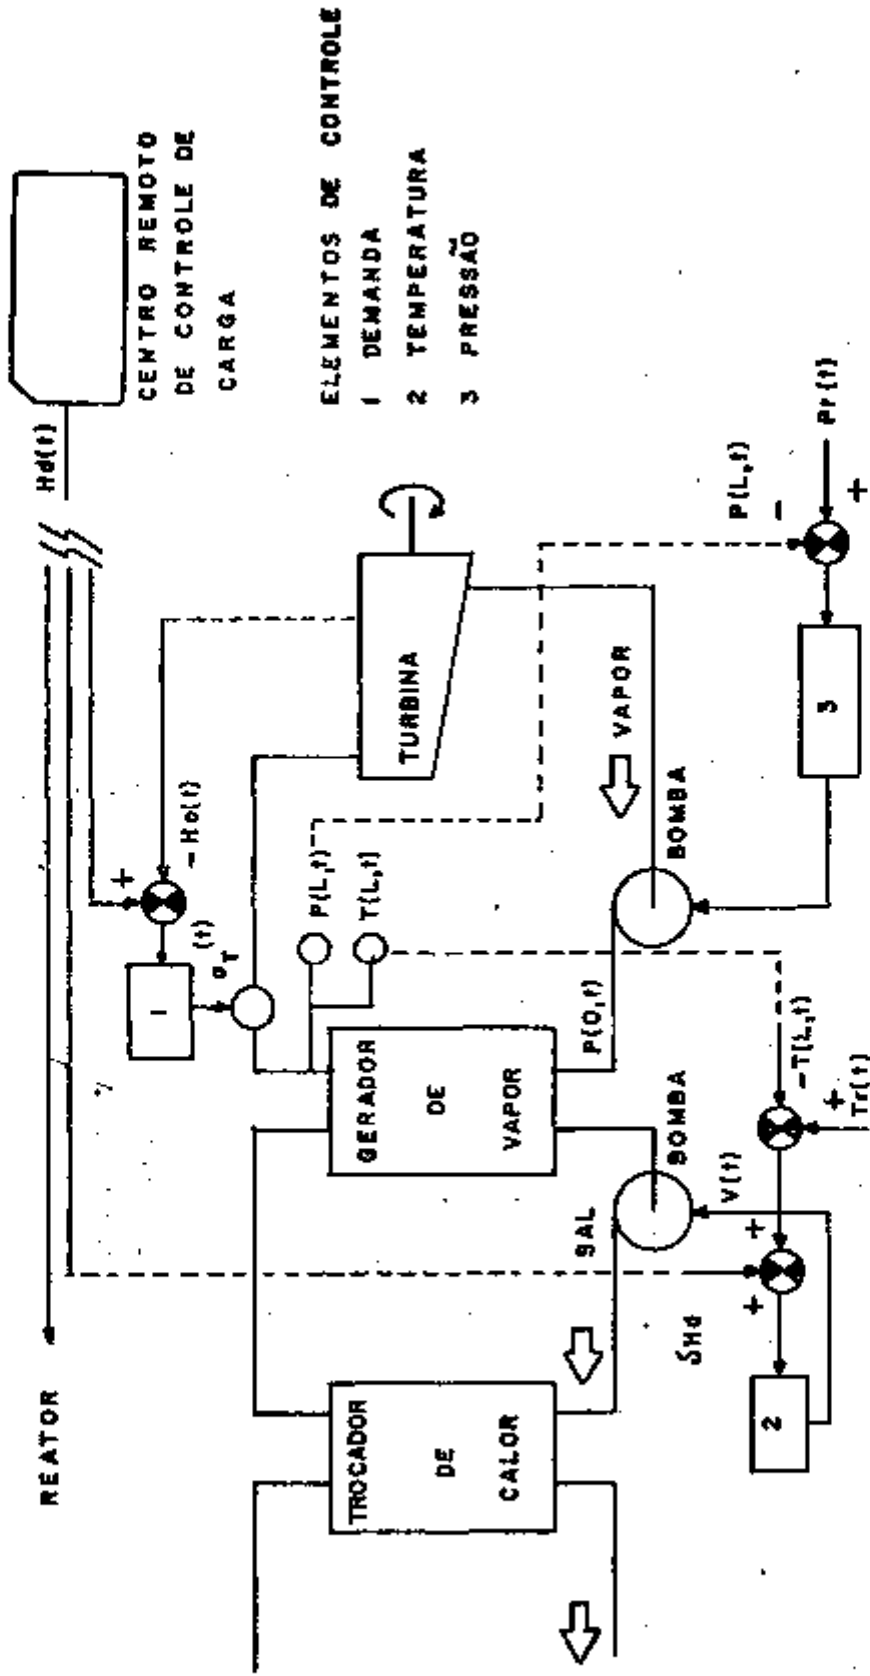 REATOR
Hd(t)
CENTRO REMOTO
DE CONTROLE DE
CARGA
+
-Ho(t)
1
(t)
P(L,t)
T(L,t)
TURBINA
ELEMENTOS DE CONTROLE
1 DEMANDA
2 TEMPERATURA
3 PRESSÃO
TROCADOR
DE
CALOR
GERADOR
DE
VAPOR
SAL
BOMBA
P(O,t)
BOMBA
VAPOR
P(L,t)
-
Pr(t)
+
3
V(t)
-T(L,t)
+
Tr(t)
δHd
+
+
2